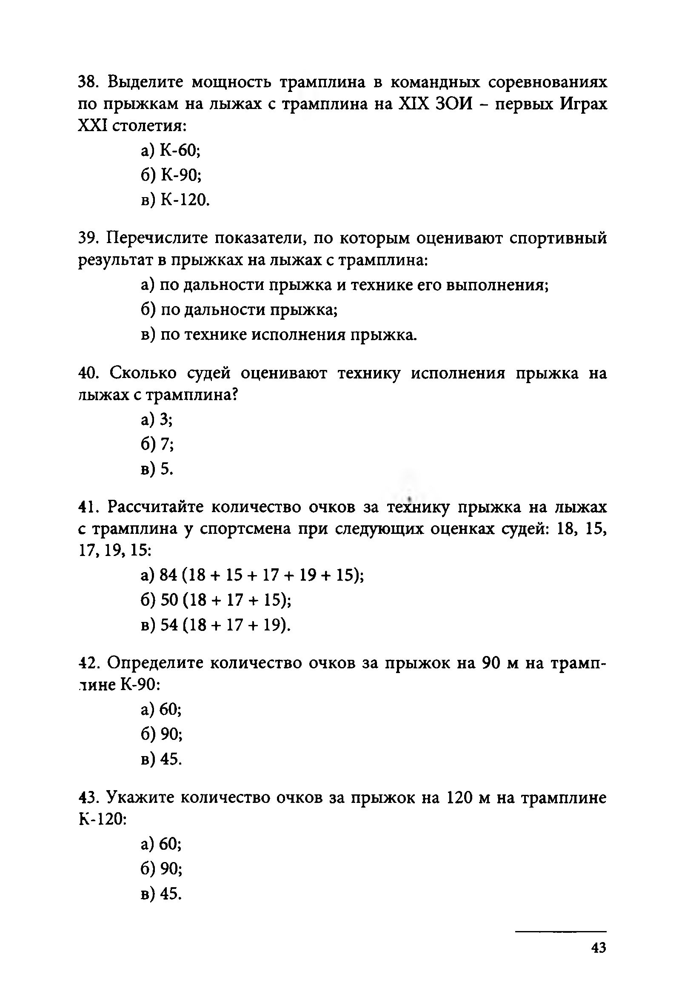 38. Выделите мощность трамплина в командных соревнованиях
по прыжкам на лыжах с трамплина на XIX ЗОИ – первых Играх
XXI столетия:
а) К-60;
б) К-90;
в) К-120.
39. Перечислите показатели, по которым оценивают спортивный
результат в прыжках на лыжах с трамплина:
а) по дальности прыжка и технике его выполнения;
б) по дальности прыжка;
в) по технике исполнения прыжка.
40. Сколько судей оценивают технику исполнения прыжка на
лыжах с трамплина?
а) 3;
б) 7;
в) 5.
41. Рассчитайте количество очков за технику прыжка на лыжах
с трамплина у спортсмена при следующих оценках судей: 18, 15,
17, 19, 15:
а) 84 (18 + 15 + 17 + 19 + 15);
б) 50 (18 + 17 + 15);
в) 54 (18 + 17 + 19).
42. Определите количество очков за прыжок на 90 м на трамп-
лине К-90:
а) 60;
б) 90;
в) 45.
43. Укажите количество очков за прыжок на 120 м на трамплине
К-120:
а) 60;
б) 90;
в) 45.
43